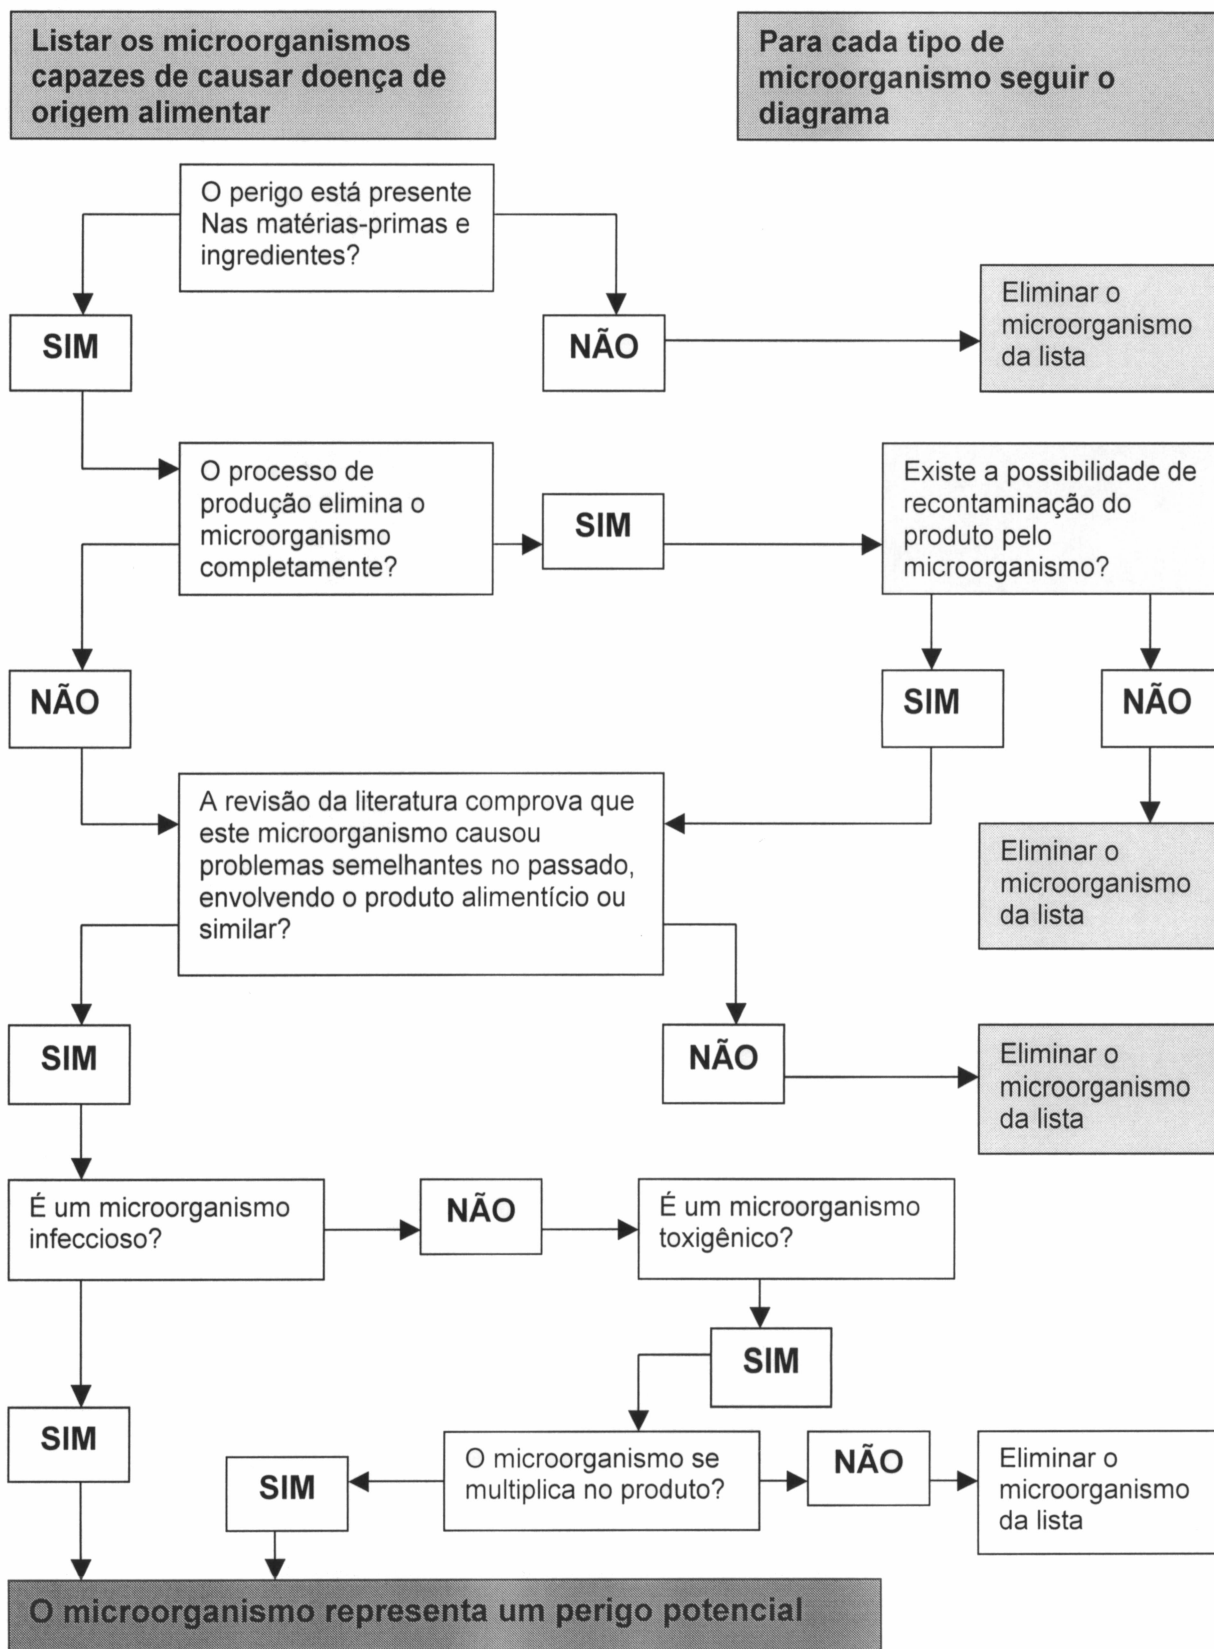 Listar os microorganismos
capazes de causar doença de
origem alimentar
Para cada tipo de
microorganismo seguir o
diagrama
O perigo está presente
Nas matérias-primas e
ingredientes?
SIM
NÃO
Eliminar o
microorganismo
da lista
O processo de
produção elimina o
microorganismo
completamente?
SIM
Existe a possibilidade de
recontaminação do
produto pelo
microorganismo?
NÃO
SIM
NÃO
A revisão da literatura comprova que
este microorganismo causou
problemas semelhantes no passado,
envolvendo o produto alimentício ou
similar?
Eliminar o
microorganismo
da lista
SIM
NÃO
Eliminar o
microorganismo
da lista
É um microorganismo
infeccioso?
NÃO
É um microorganismo
toxigênico?
SIM
SIM
SIM
O microorganismo se
multiplica no produto?
NÃO
Eliminar o
microorganismo
da lista
O microorganismo representa um perigo potencial